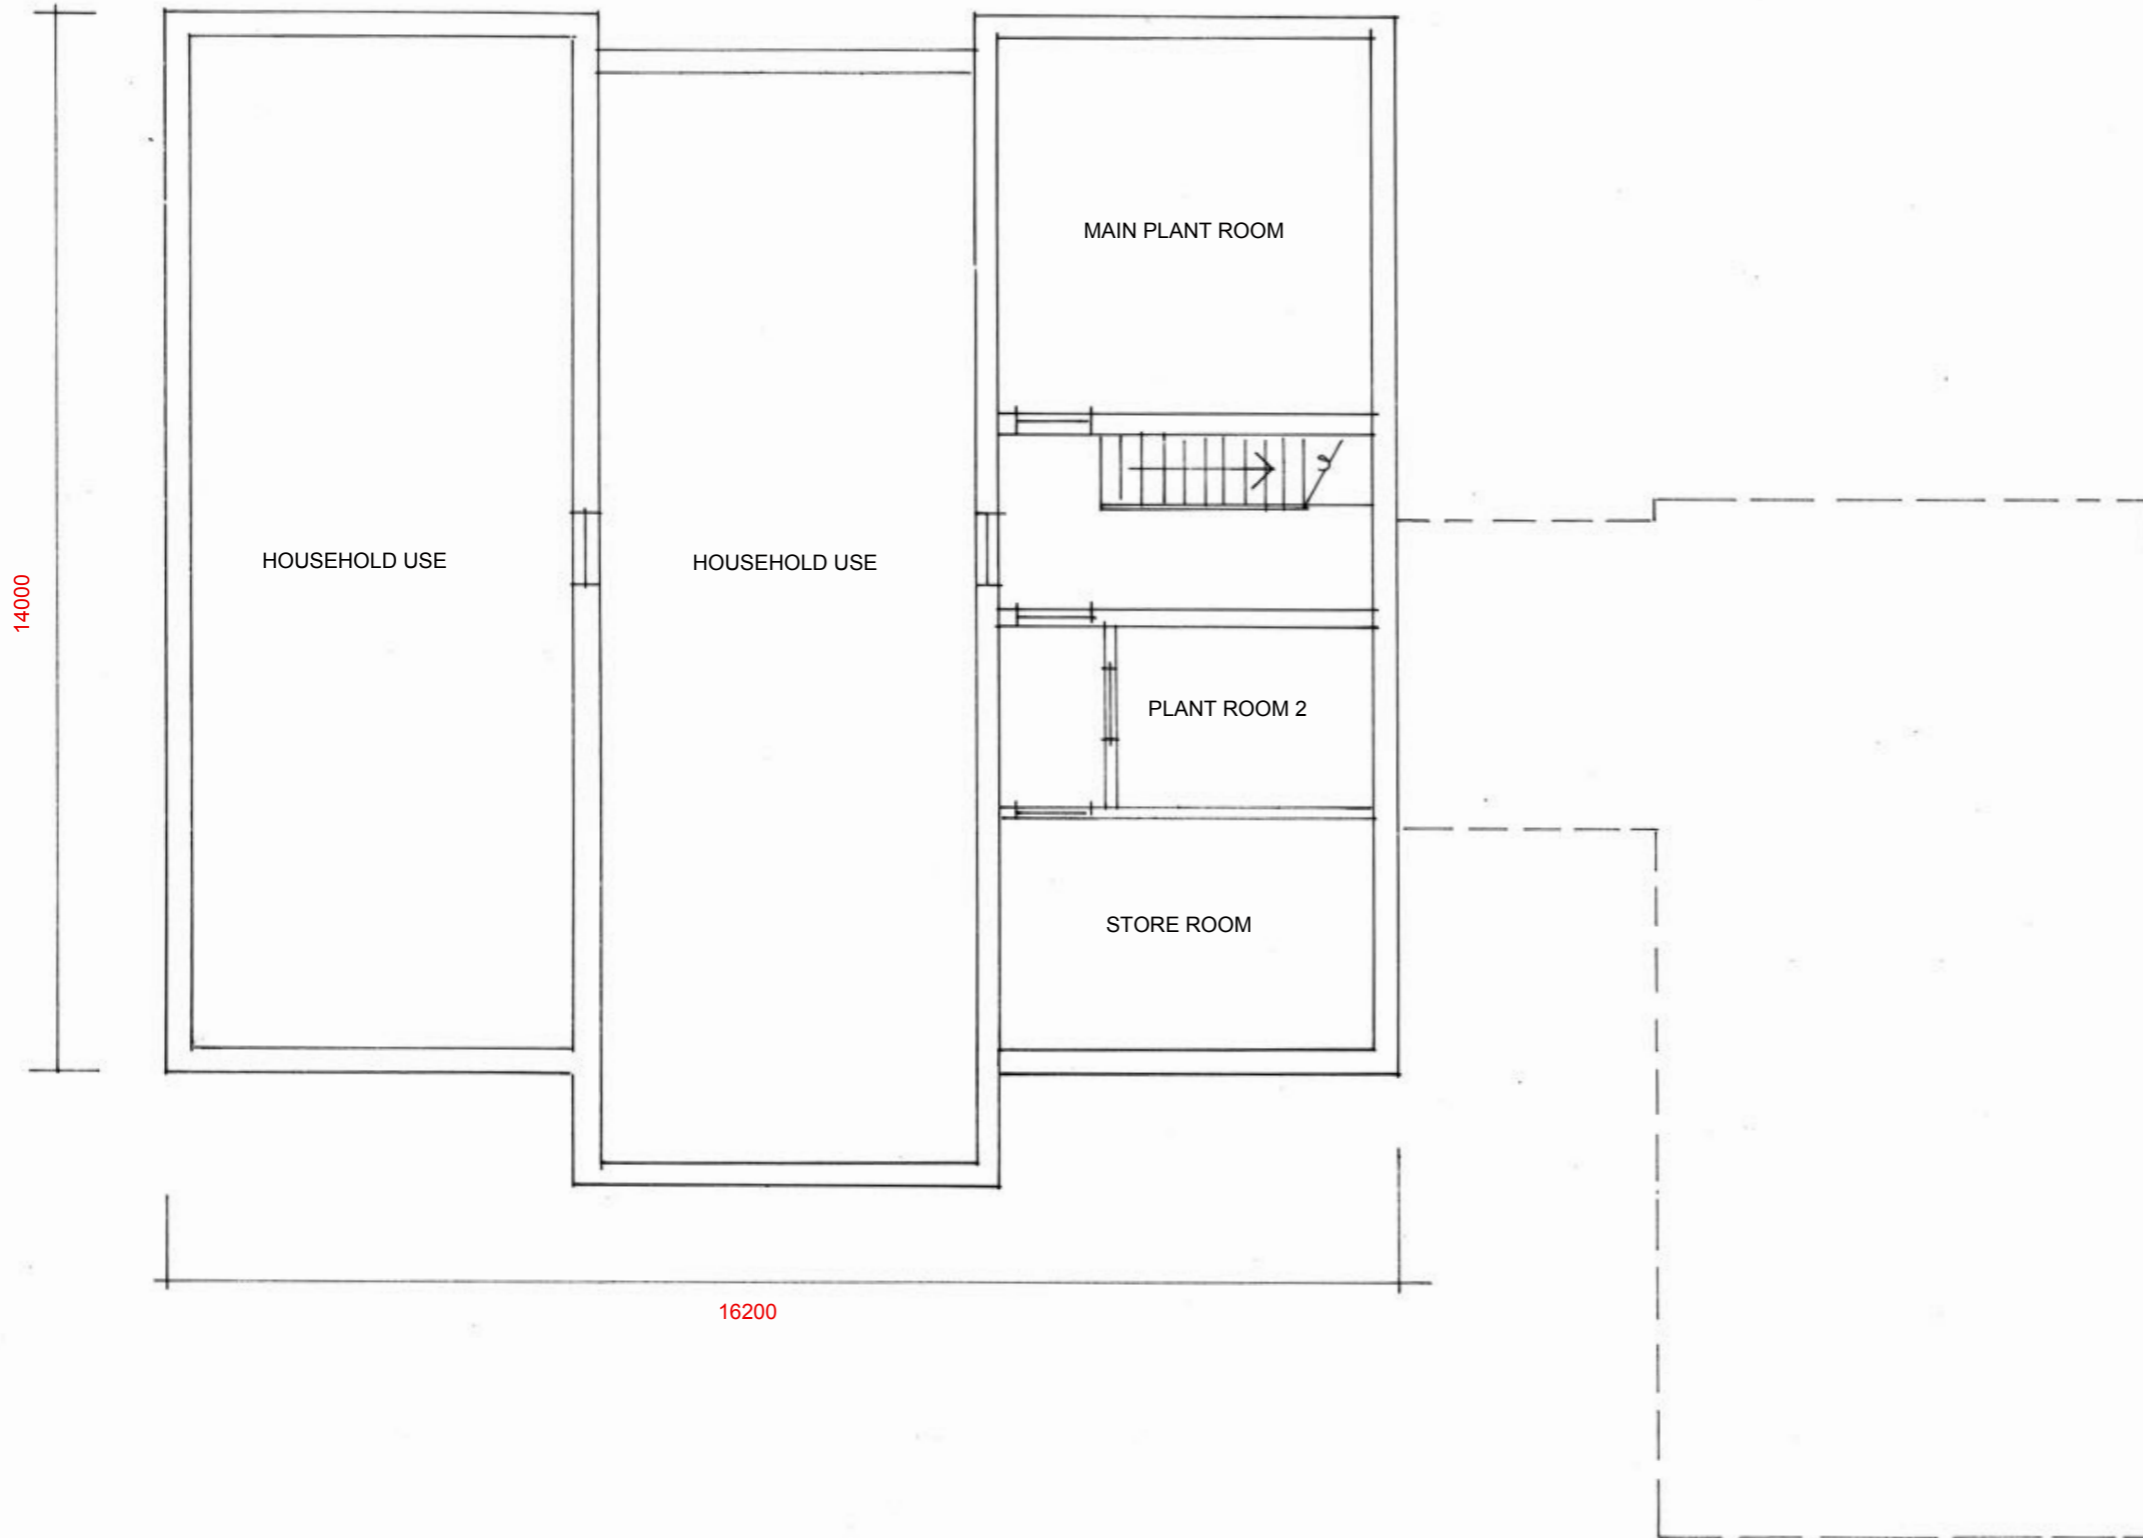 MAIN PLANT ROOM
HOUSEHOLD USE
HOUSEHOLD USE
14000
PLANT ROOM 2
STORE ROOM
16200